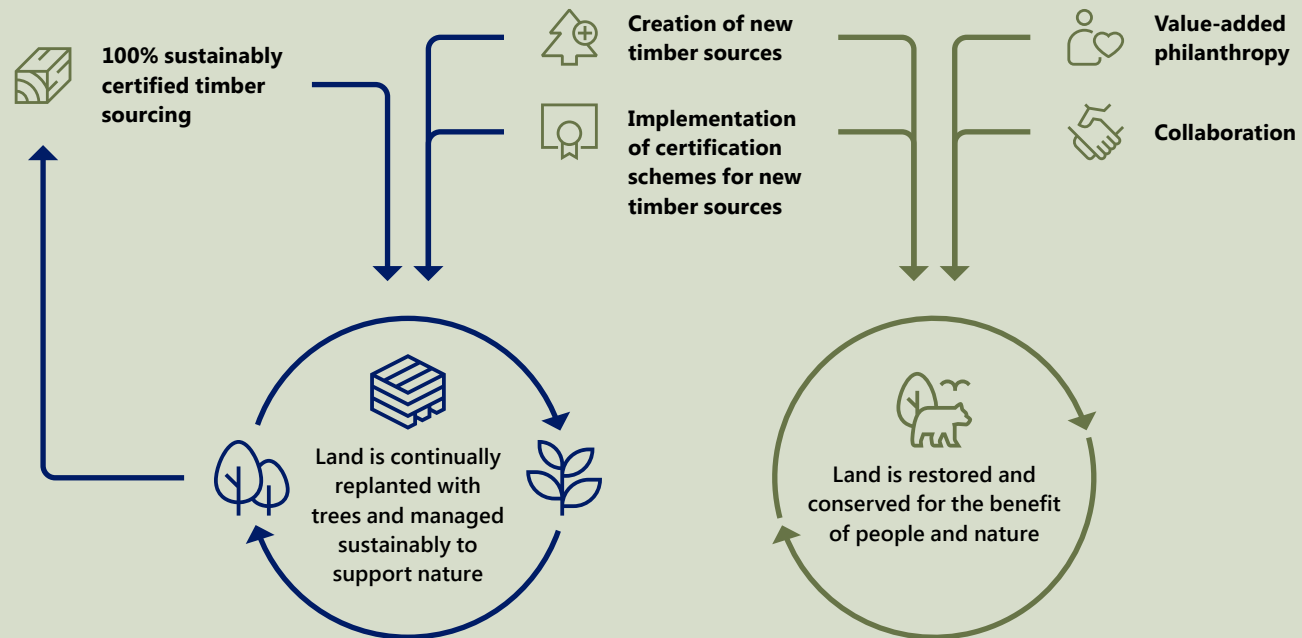 100% sustainably
certified timber
sourcing
Creation of new
timber sources
Implementation
of certification
schemes for new
timber sources
Value-added
philanthropy
Collaboration
Land is continually
replanted with
trees and managed
sustainably to
support nature
Land is restored and
conserved for the benefit
of people and nature